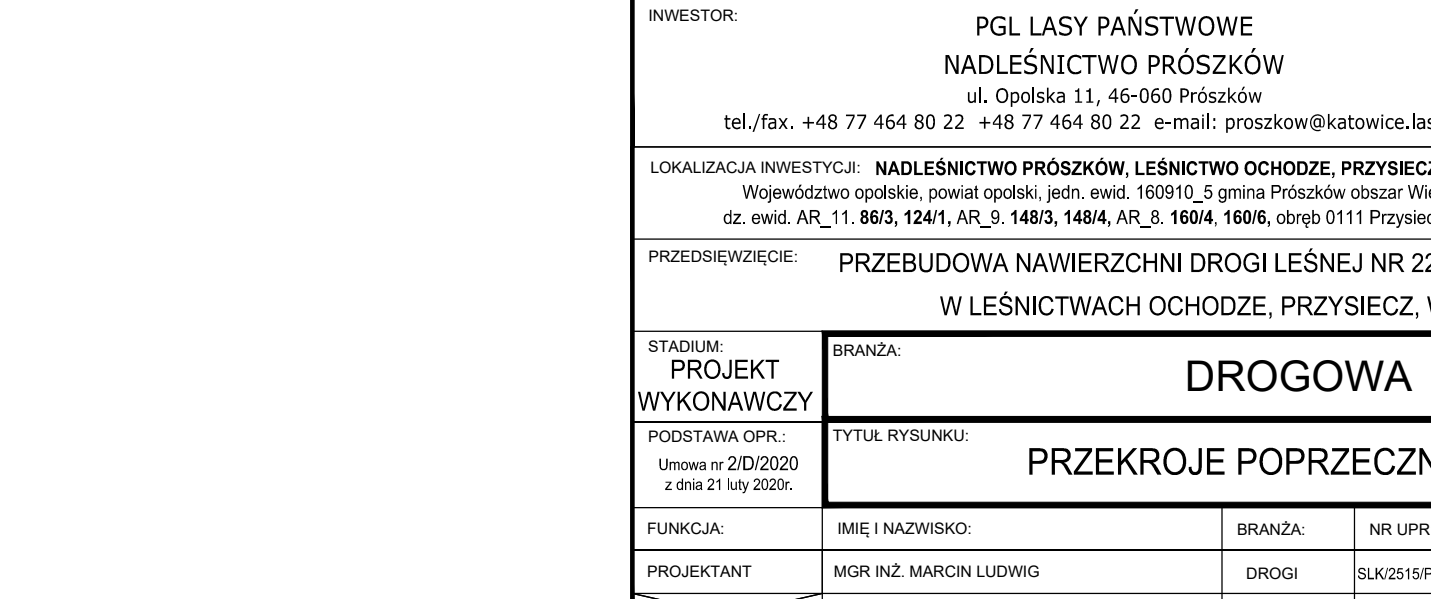 INWESTOR:
PGL LASY PAŃSTWOWE
NADLEŚNICTWO PRÓSZKÓW
ul. Opolska 11, 46-060 Prószków
tel./fax. +48 77 464 80 22 +48 77 464 80 22 e-mail: proszkow@katowice.las
LOKALIZACJA INWESTYCJI: NADLEŚNICTWO PRÓSZKÓW, LEŚNICTWO OCHODZE, PRZYSIECZ
Województwo opolskie, powiat opolski, jedn. ewid. 160910_5 gmina Prószków obszar Wie
dz. ewid. AR_11. 86/3, 124/1, AR_9. 148/3, 148/4, AR_8. 160/4, 160/6, obręb 0111 Przysiec
PRZEDSIĘWZIĘCIE:
PRZEBUDOWA NAWIERZCHNI DROGI LEŚNEJ NR 22
W LEŚNICTWACH OCHODZE, PRZYSIECZ,
STADIUM:
PROJEKT
WYKONAWCZY
BRANŻA:
DROGOWA
PODSTAWA OPR.:
Umowa nr 2/D/2020
z dnia 21 luty 2020r.
TYTUŁ RYSUNKU:
PRZEKROJE POPRZECZN
FUNKCJA: IMIĘ I NAZWISKO: BRANŻA: NR UPR
PROJEKTANT MGR INŻ. MARCIN LUDWIG DROGI SLK/2515/P